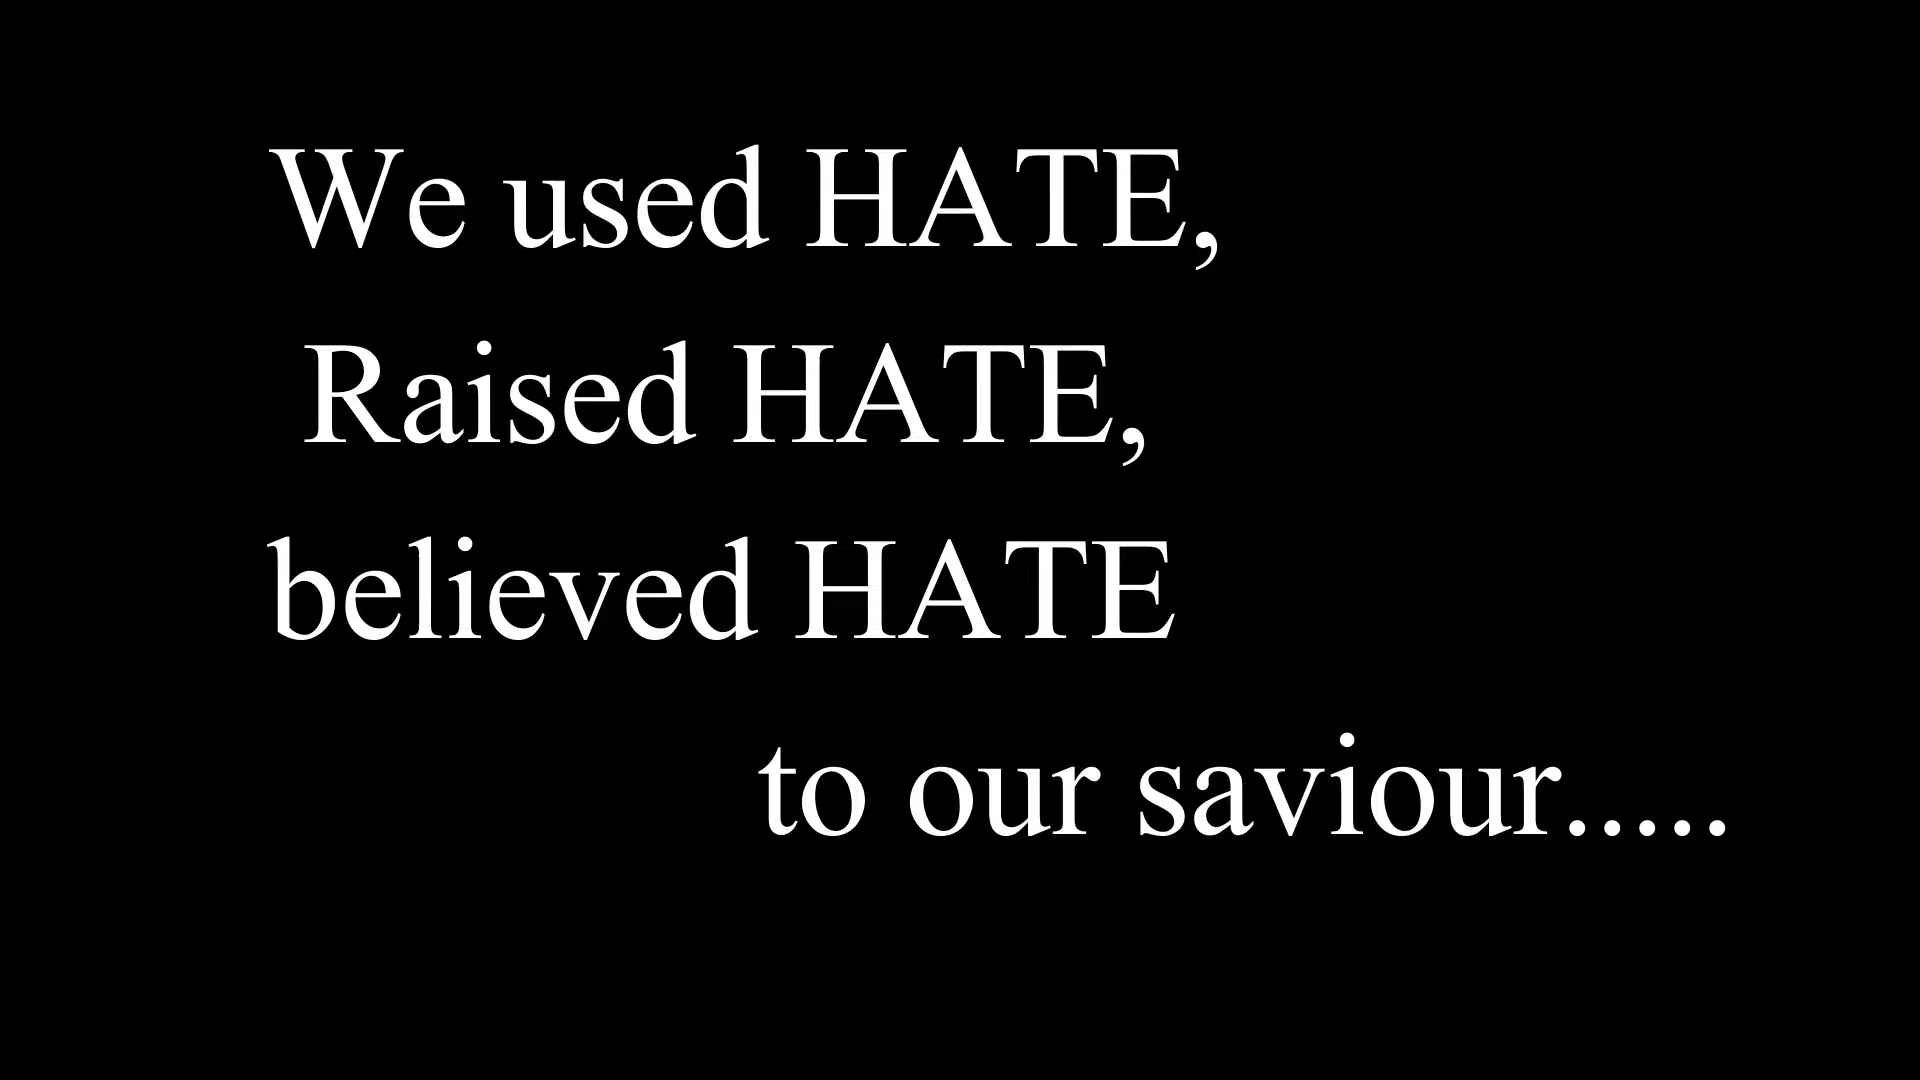 We used HATE,
Raised HATE,
believed HATE
to our saviour.....